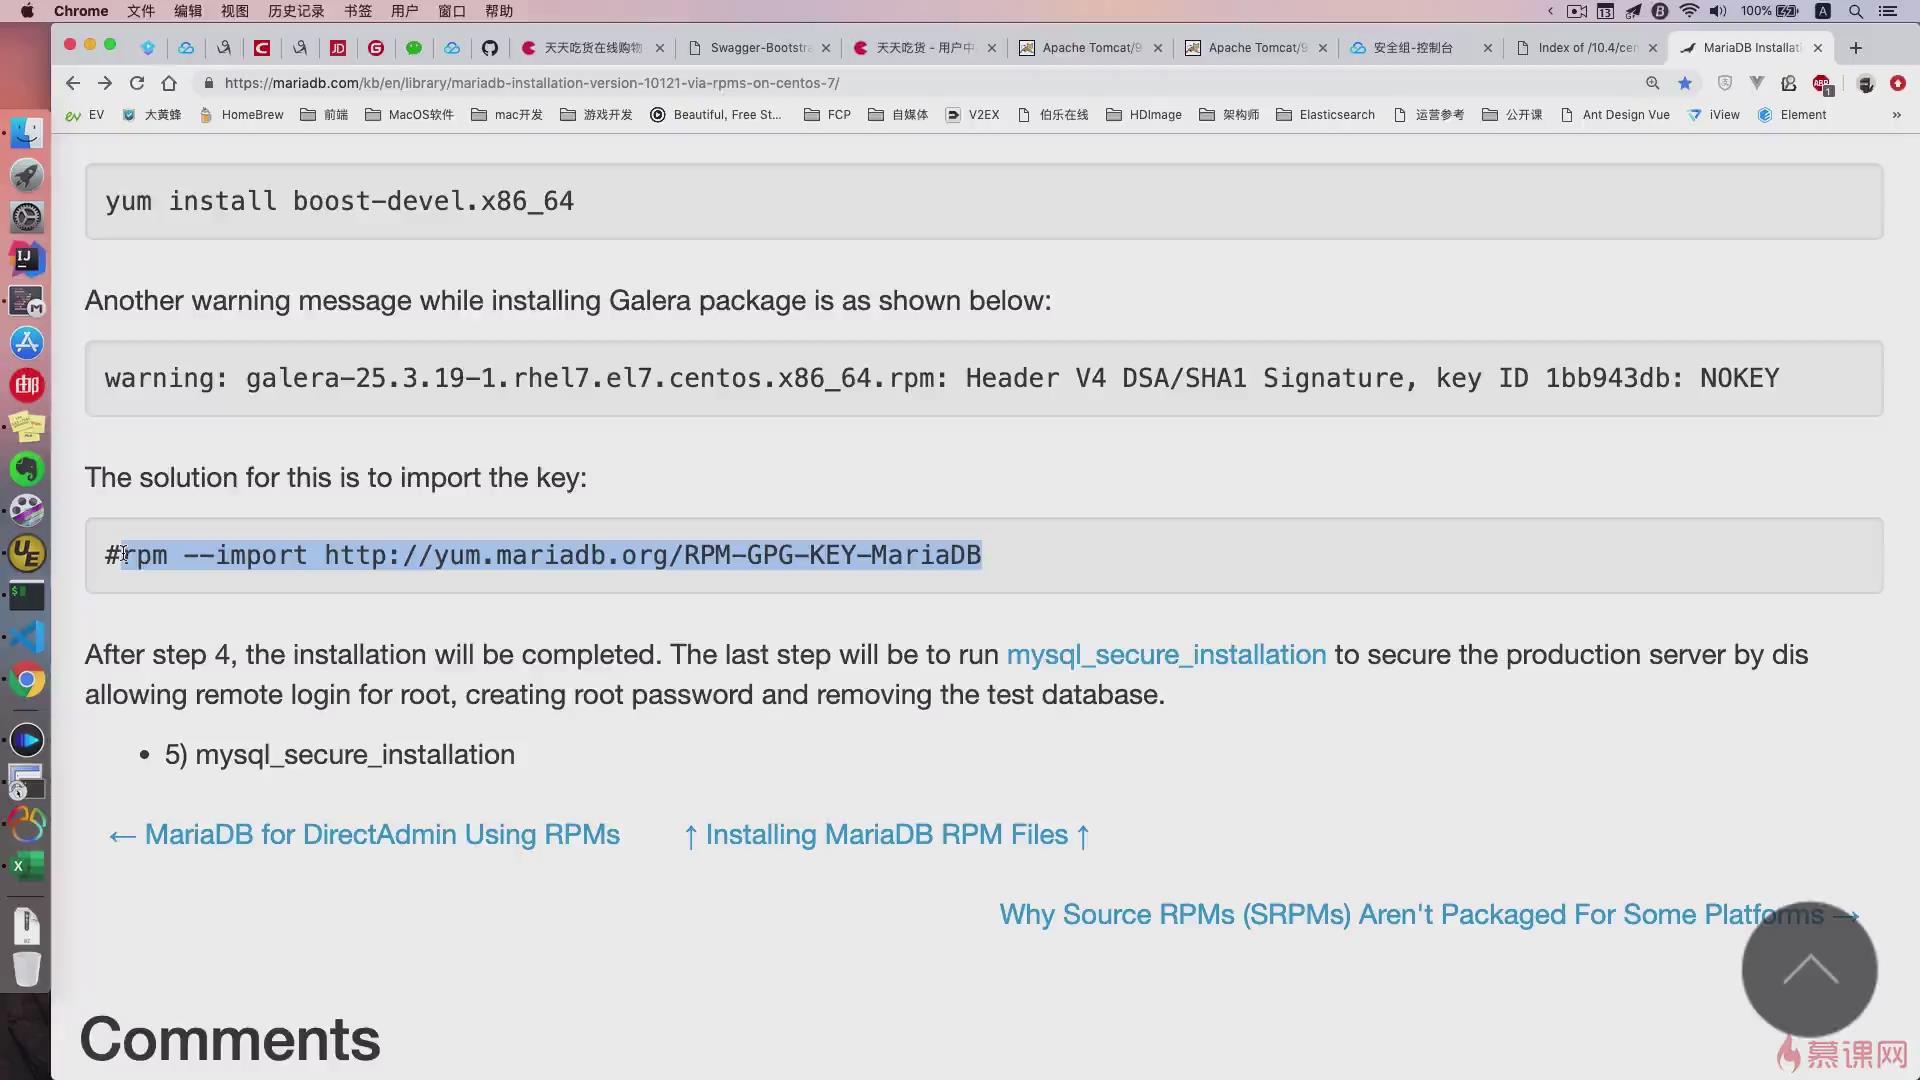 Chrome 文件 编辑 视图 历史记录 书签 用户 窗口 帮助 13 100% A
天天吃货在线购物 Swagger-Bootstra 天天吃货 - 用户中 Apache Tomcat/9 Apache Tomcat/9 安全组-控制台 Index of /10.4/cen MariaDB Installati
https://mariadb.com/kb/en/library/mariadb-installation-version-10121-via-rpms-on-centos-7/
EV 大黄蜂 HomeBrew 前端 MacOS软件 mac开发 游戏开发 Beautiful, Free St... FCP 自媒体 V2EX 伯乐在线 HDImage 架构师 Elasticsearch 运营参考 公开课 Ant Design Vue iView Element »
yum install boost-devel.x86_64
Another warning message while installing Galera package is as shown below:
warning: galera-25.3.19-1.rhel7.el7.centos.x86_64.rpm: Header V4 DSA/SHA1 Signature, key ID 1bb943db: NOKEY
The solution for this is to import the key:
#rpm --import http://yum.mariadb.org/RPM-GPG-KEY-MariaDB
After step 4, the installation will be completed. The last step will be to run mysql_secure_installation to secure the production server by dis
allowing remote login for root, creating root password and removing the test database.
• 5) mysql_secure_installation
← MariaDB for DirectAdmin Using RPMs ↑ Installing MariaDB RPM Files ↑
Why Source RPMs (SRPMs) Aren't Packaged For Some Platforms →
Comments
慕课网